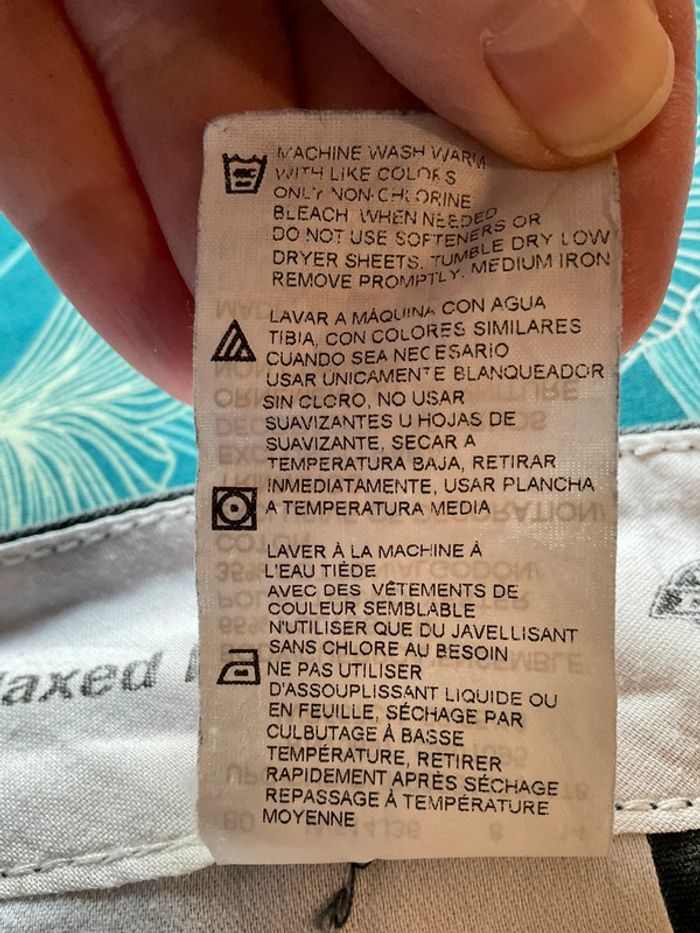 MACHINE WASH WARM
WITH LIKE COLORS
ONLY NON-CHLORINE
BLEACH WHEN NEEDED
DO NOT USE SOFTENERS OR
DRYER SHEETS. TUMBLE DRY LOW
REMOVE PROMPTLY. MEDIUM IRON
LAVAR A MÁQUINA CON AGUA
TIBIA, CON COLORES SIMILARES
CUANDO SEA NECESARIO
USAR UNICAMENTE BLANQUEADOR
SIN CLORO, NO USAR
SUAVIZANTES U HOJAS DE
SUAVIZANTE, SECAR A
TEMPERATURA BAJA, RETIRAR
INMEDIATAMENTE, USAR PLANCHA
A TEMPERATURA MEDIA
LAVER À LA MACHINE À
L'EAU TIÈDE
AVEC DES VÊTEMENTS DE
COULEUR SEMBLABLE
N'UTILISER QUE DU JAVELLISANT
SANS CHLORE AU BESOIN
NE PAS UTILISER
D'ASSOUPLISSANT LIQUIDE OU
EN FEUILLE, SÉCHAGE PAR
CULBUTAGE À BASSE
TEMPÉRATURE, RETIRER
RAPIDEMENT APRÈS SÉCHAGE
REPASSAGE À TEMPÉRATURE
MOYENNE
axed